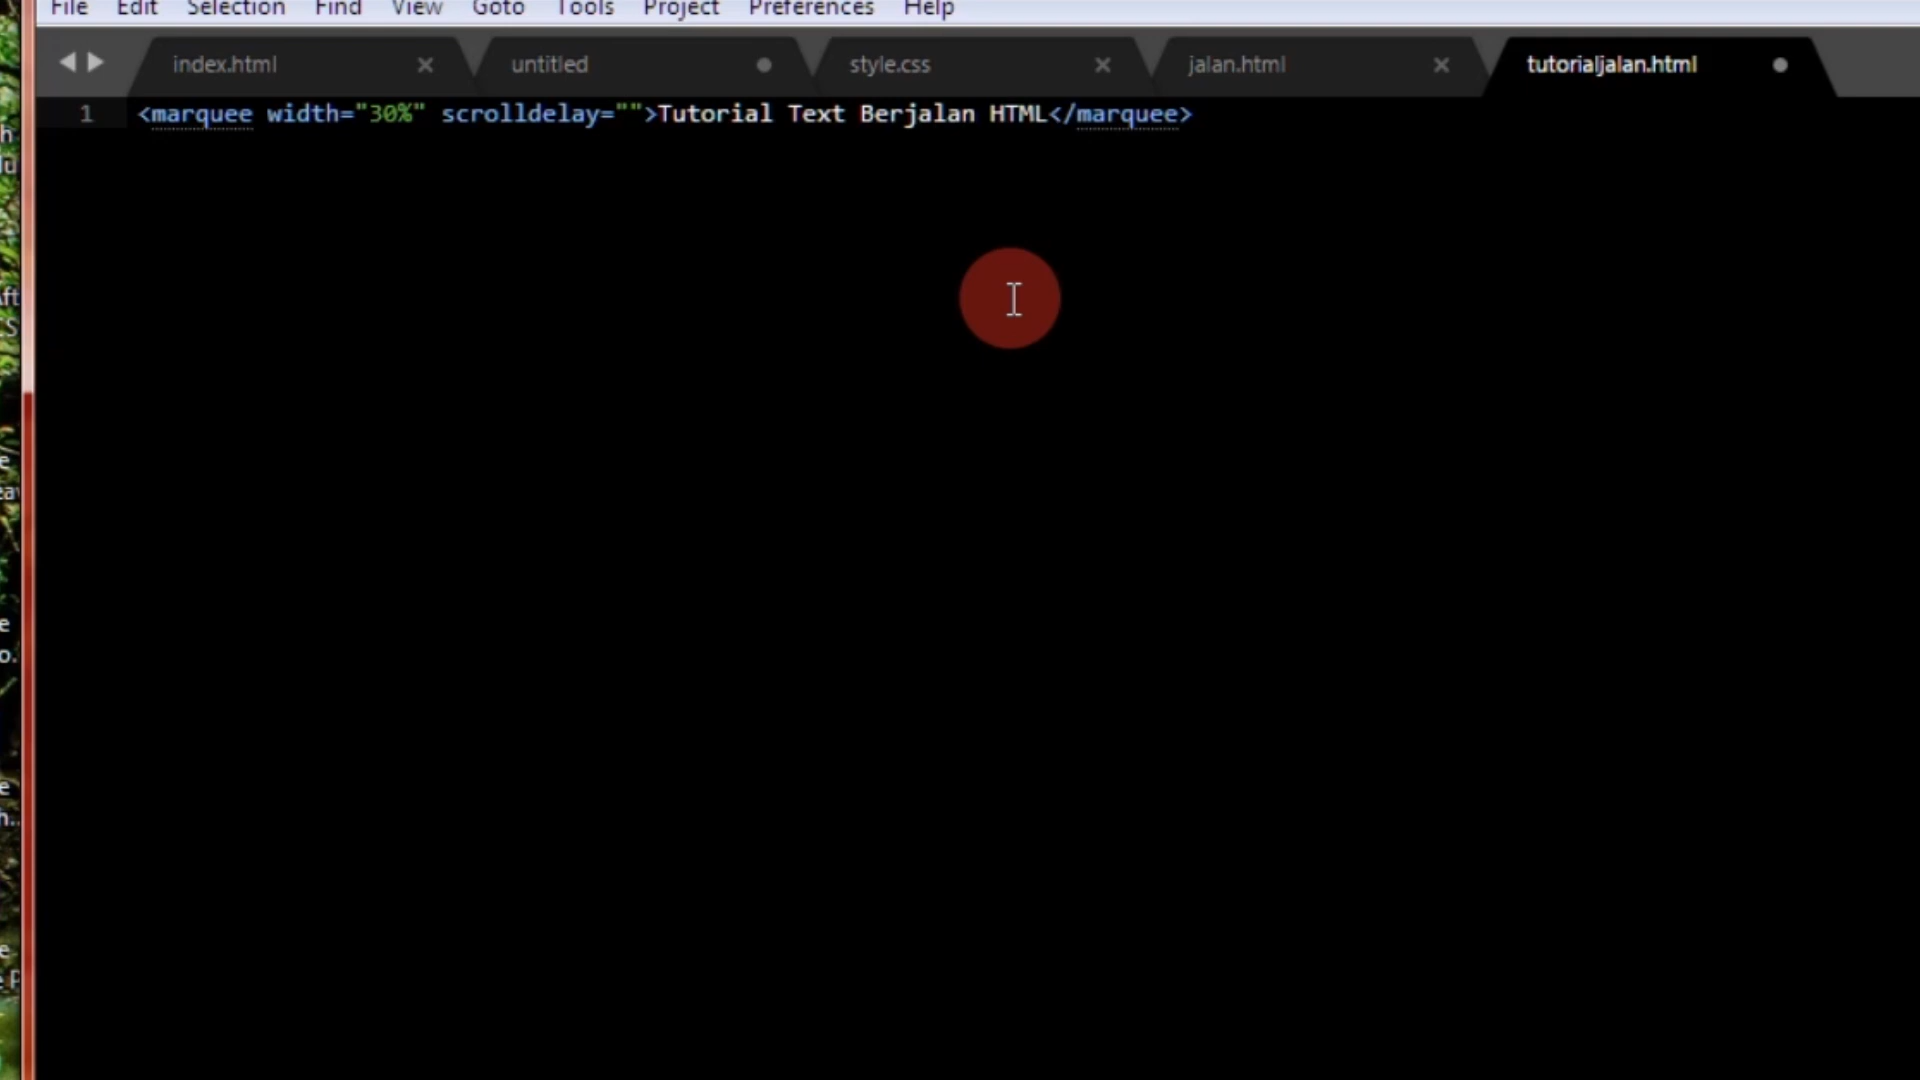 File Edit Selection Find View Goto Tools Project Preferences Help
index.html untitled style.css jalan.html tutorialjalan.html
1 <marquee width="30%" scrolldelay="">Tutorial Text Berjalan HTML</marquee>